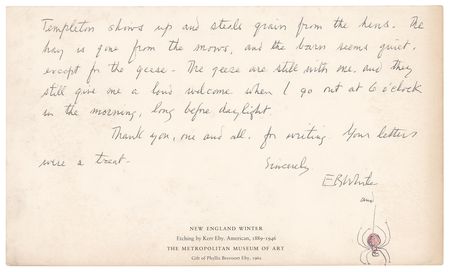 Templeton shows up and steals grain from the hens. The
hay is gone from the mows, and the barn seems quiet,
except for the geese - The geese are still with me, and they
still give me a loud welcome when I go out at 6 o'clock
in the morning, long before daylight.
Thank you, one and all, for writing. Your letters
were a treat.
Sincerely
E B White
and
NEW ENGLAND WINTER
Etching by Kerr Eby, American, 1889-1946
THE METROPOLITAN MUSEUM OF ART
Gift of Phyllis Brevoort Eby, 1962